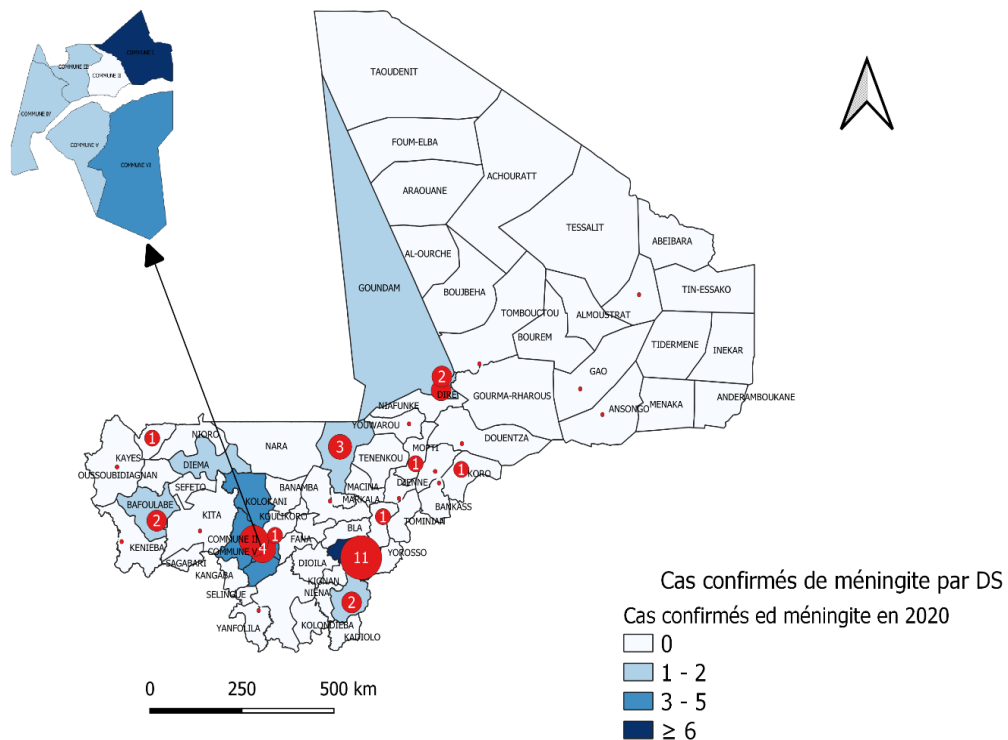 COMMUNE I
COMMUNE III
COMMUNE II
COMMUNE IV
COMMUNE V
COMMUNE VI
TAOUDENIT
FOUM-ELBA
ACHOURATT
ARAOUANE
TESSALIT
ABEIBARA
AL-OURCHE
GOUNDAM
BOUJBEHA
TIN-ESSAKO
TOMBOUCTOU
ALMOUSTRAT
BOUREM
TIDERMENE
INEKAR
GAO
2
DIRE
GOURMA-RHAROUS
ANDERAMBOUKANE
NIAFUNKE
ANSONGO
MENAKA
YOUWAROU
1
NIORO
NARA
3
DOUENTZA
MOPTI
KAYES
TENENKOU
DIEMA
1
1
KORO
OUSSOUBIDIAGNAN
SEFETO
BANAMBA
MACINA
DJENNE
BAFOULABE
KOLOKANI
MARKALA
BANKASS
2
KITA
KOULIKORO
1
TOMINIAN
BLA
COMMUNE II
1
FANA
KENIEBA
COMMUNE V
4
11
YOROSSO
SAGABARI
DIOILA
KANGABA
KIGNAN
SELINGUE
NIENA
2
YANFOLILA
KOLONDIEBA
KADIOLO
Cas confirmés de méningite par DS
Cas confirmés ed méningite en 2020
0
1 - 2
3 - 5
≥ 6
0 250 500 km